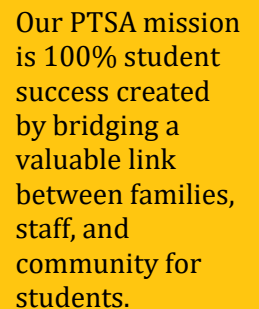 Our PTSA mission
is 100% student
success created
by bridging a
valuable link
between families,
staff, and
community for
students.